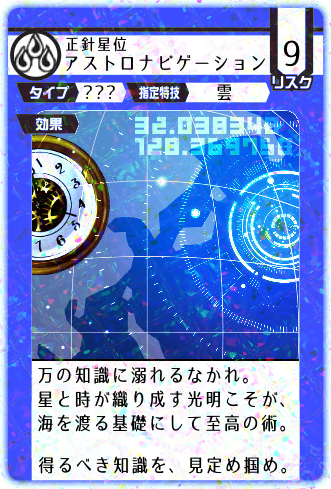 正針星位
アストロナビゲーション
9
リスク
タイプ
???
指定特技
雲
効果
32.03834
128.369758
万の知識に溺れるなかれ。
星と時が織り成す光明こそが、
海を渡る基礎にして至高の術。
得るべき知識を、見定め掴め。